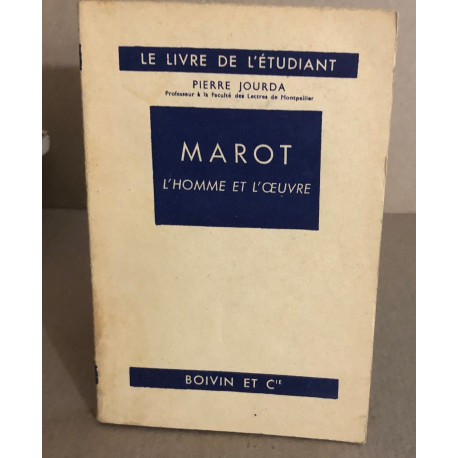 LE LIVRE DE L'ÉTUDIANT
PIERRE JOURDA
Professeur à la Faculté des Lettres de Montpellier
MAROT
L'HOMME ET L'ŒUVRE
BOIVIN ET CIE